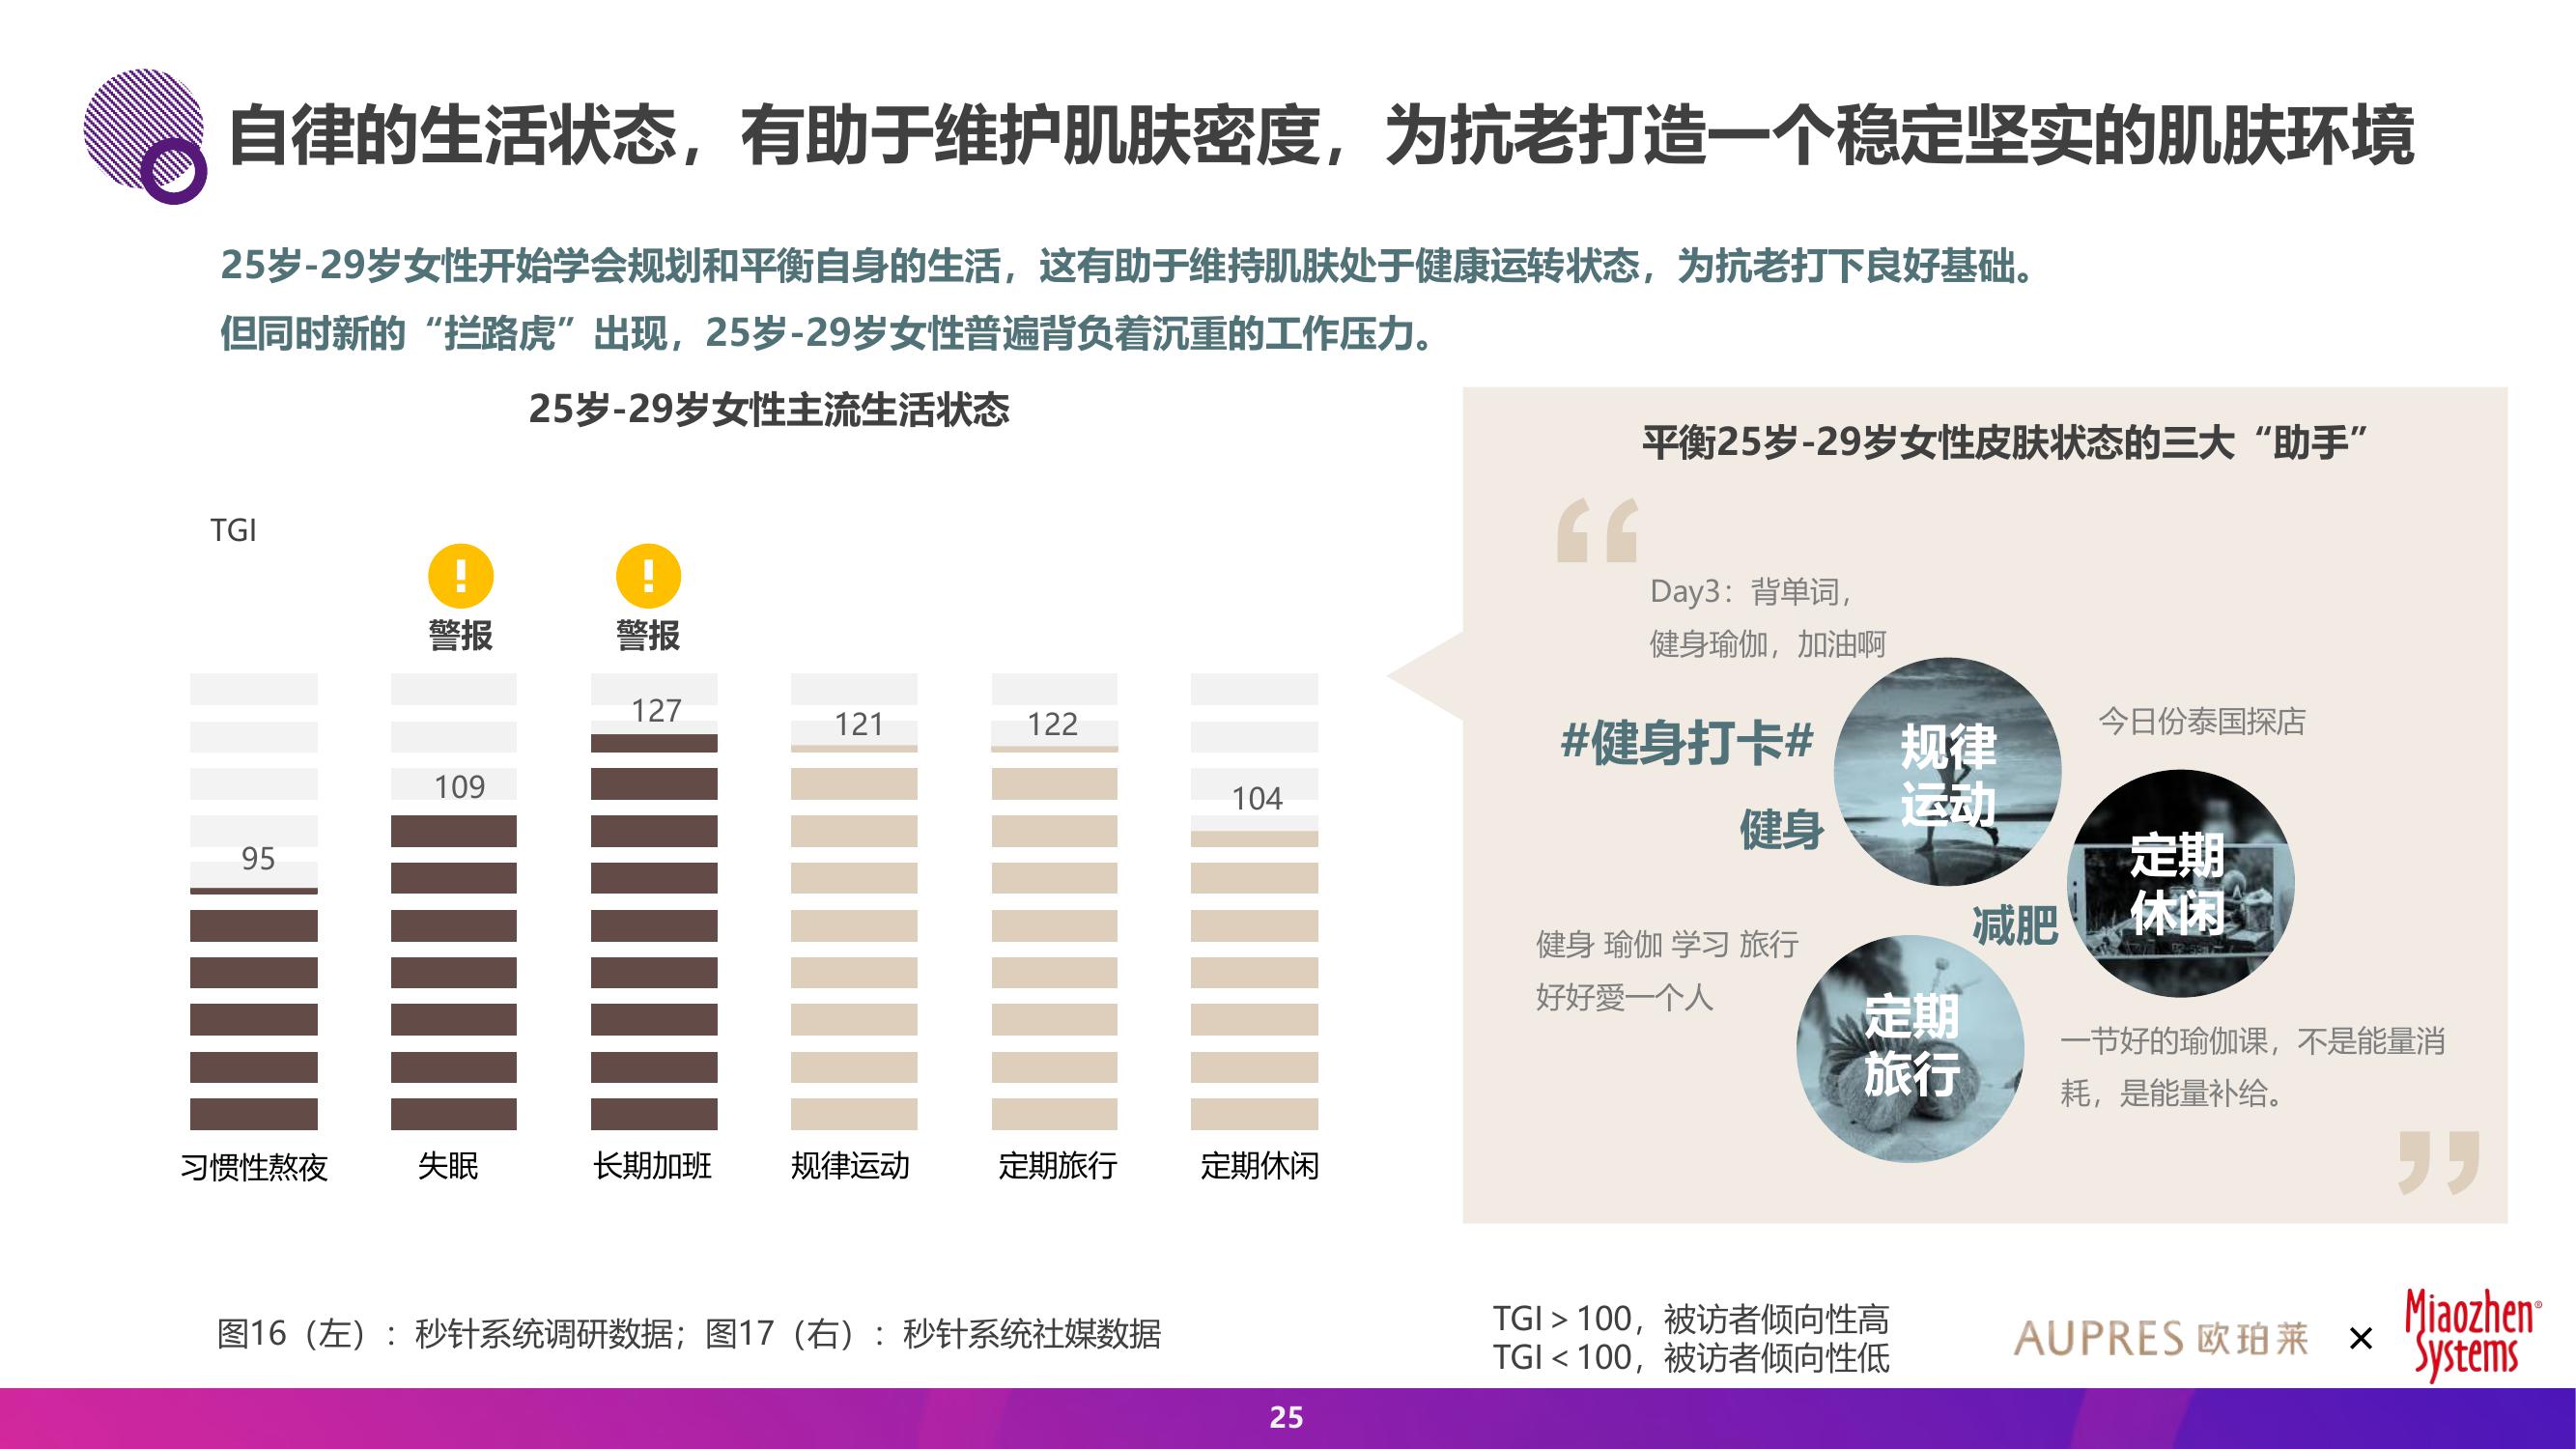 自律的生活状态，有助于维护肌肤密度，为抗老打造一个稳定坚实的肌肤环境
25岁-29岁女性开始学会规划和平衡自身的生活，这有助于维持肌肤处于健康运转状态，为抗老打下良好基础。
但同时新的“拦路虎”出现，25岁-29岁女性普遍背负着沉重的工作压力。
25岁-29岁女性主流生活状态
TGI
警报
警报
95
109
127
121
122
104
习惯性熬夜
失眠
长期加班
规律运动
定期旅行
定期休闲
平衡25岁-29岁女性皮肤状态的三大“助手”
Day3：背单词，
健身瑜伽，加油啊
#健身打卡#
规律
运动
今日份泰国探店
健身
定期
休闲
减肥
健身 瑜伽 学习 旅行
好好愛一个人
定期
旅行
一节好的瑜伽课，不是能量消
耗，是能量补给。
图16（左）：秒针系统调研数据；图17（右）：秒针系统社媒数据
TGI＞100，被访者倾向性高
TGI＜100，被访者倾向性低
AUPRES 欧珀莱 × Miaozhen®
Systems
25